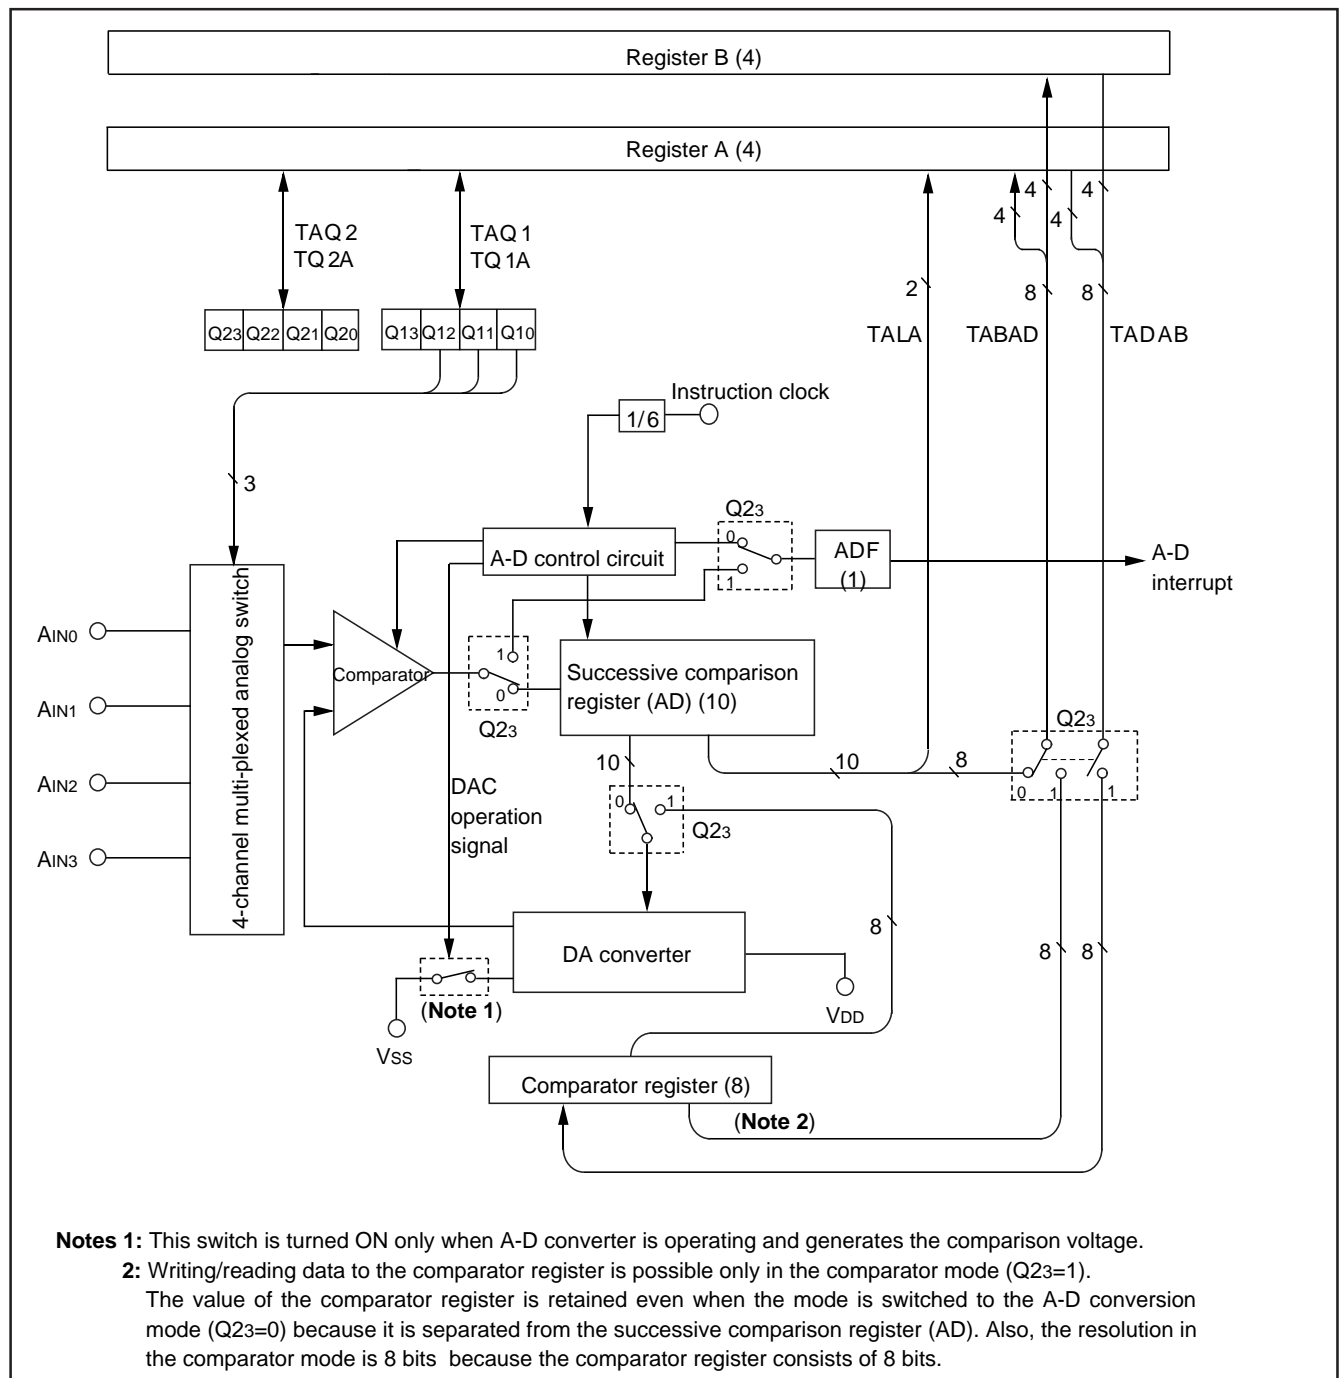 Register B (4)
Register A (4)
4
4
4
4
TAQ2
TQ2A
TAQ1
TQ1A
2
8
8
Q23 Q22 Q21 Q20
Q13 Q12 Q11 Q10
TALA
TABAD
TADAB
Instruction clock
1/6
3
Q23
0
1
A-D control circuit
ADF
(1)
A-D
interrupt
4-channel multi-plexed analog switch
AIN0
AIN1
AIN2
AIN3
Comparator
1
0
Q23
Successive comparison
register (AD) (10)
Q23
0
1
1
10
10
8
DAC
operation
signal
0
1
Q23
8
8
8
DA converter
(Note 1)
VSS
VDD
Comparator register (8)
(Note 2)
Notes 1: This switch is turned ON only when A-D converter is operating and generates the comparison voltage.
2: Writing/reading data to the comparator register is possible only in the comparator mode (Q23=1).
The value of the comparator register is retained even when the mode is switched to the A-D conversion
mode (Q23=0) because it is separated from the successive comparison register (AD). Also, the resolution in
the comparator mode is 8 bits because the comparator register consists of 8 bits.